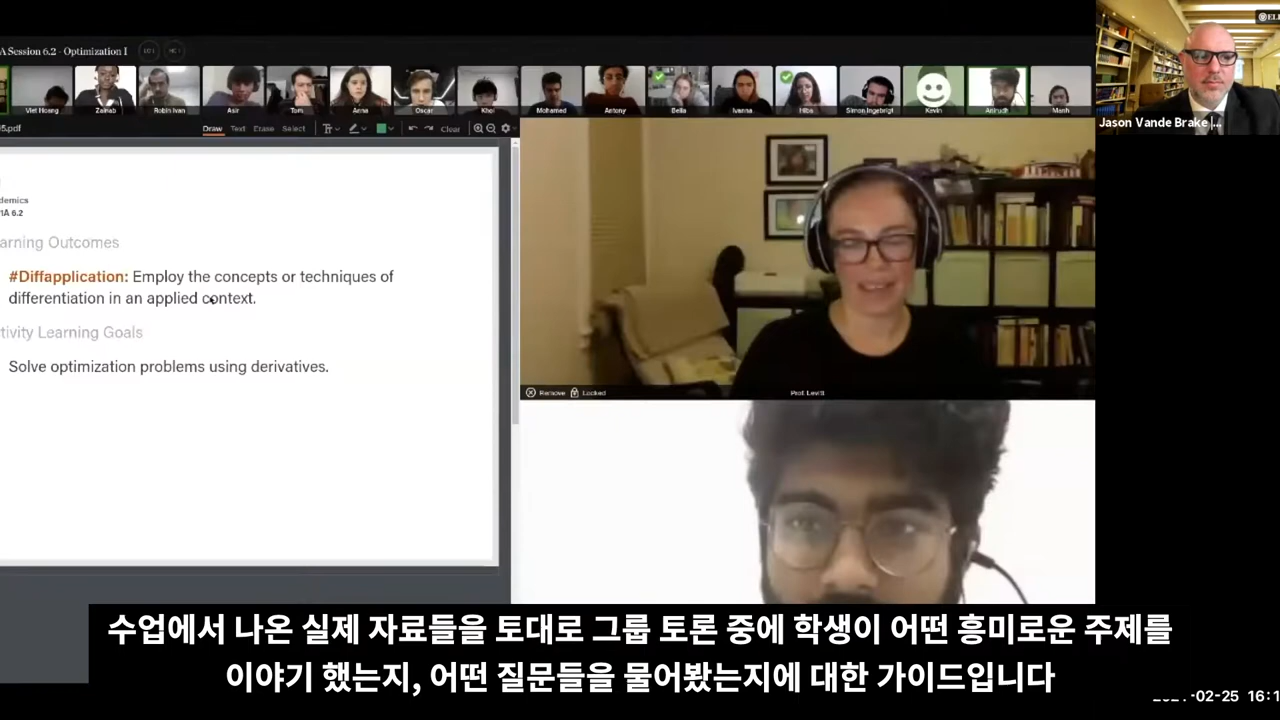 A Session 6.2 - Optimization I
Viet Hoang
Zainab
Robin Ivan
Asir
Tom
Anna
Oscar
Khoi
Mohamed
Antony
Bella
Ivanna
Hiba
Simon Ingebrigt
Kevin
Anirudh
Manh
Jason Vande Brake |...
5.pdf
Draw
Text
Erase
Select
Clear
demics
1A 6.2
arning Outcomes
#Diffapplication: Employ the concepts or techniques of
differentiation in an applied context.
tivity Learning Goals
Solve optimization problems using derivatives.
Remove
Locked
Prof. Levitt
수업에서 나온 실제 자료들을 토대로 그룹 토론 중에 학생이 어떤 흥미로운 주제를
이야기 했는지, 어떤 질문들을 물어봤는지에 대한 가이드입니다
-02-25 16:1